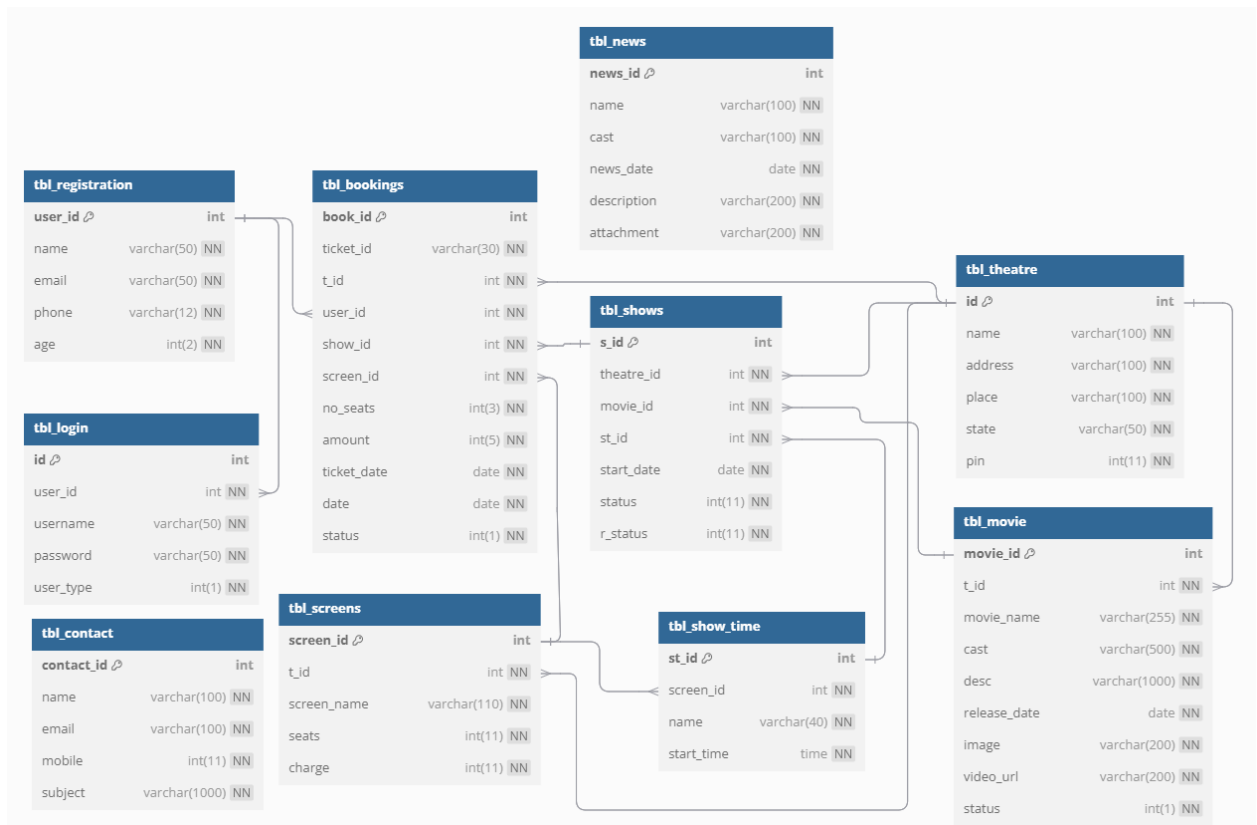 tbl_news
news_id int
name varchar(100) NN
cast varchar(100) NN
news_date date NN
description varchar(200) NN
attachment varchar(200) NN
tbl_registration
user_id int
name varchar(50) NN
email varchar(50) NN
phone varchar(12) NN
age int(2) NN
tbl_bookings
book_id int
ticket_id varchar(30) NN
t_id int NN
user_id int NN
show_id int NN
screen_id int NN
no_seats int(3) NN
amount int(5) NN
ticket_date date NN
date date NN
status int(1) NN
tbl_shows
s_id int
theatre_id int NN
movie_id int NN
st_id int NN
start_date date NN
status int(11) NN
r_status int(11) NN
tbl_theatre
id int
name varchar(100) NN
address varchar(100) NN
place varchar(100) NN
state varchar(50) NN
pin int(11) NN
tbl_login
id int
user_id int NN
username varchar(50) NN
password varchar(50) NN
user_type int(1) NN
tbl_contact
contact_id int
name varchar(100) NN
email varchar(100) NN
mobile int(11) NN
subject varchar(1000) NN
tbl_screens
screen_id int
t_id int NN
screen_name varchar(110) NN
seats int(11) NN
charge int(11) NN
tbl_show_time
st_id int
screen_id int NN
name varchar(40) NN
start_time time NN
tbl_movie
movie_id int
t_id int NN
movie_name varchar(255) NN
cast varchar(500) NN
desc varchar(1000) NN
release_date date NN
image varchar(200) NN
video_url varchar(200) NN
status int(1) NN